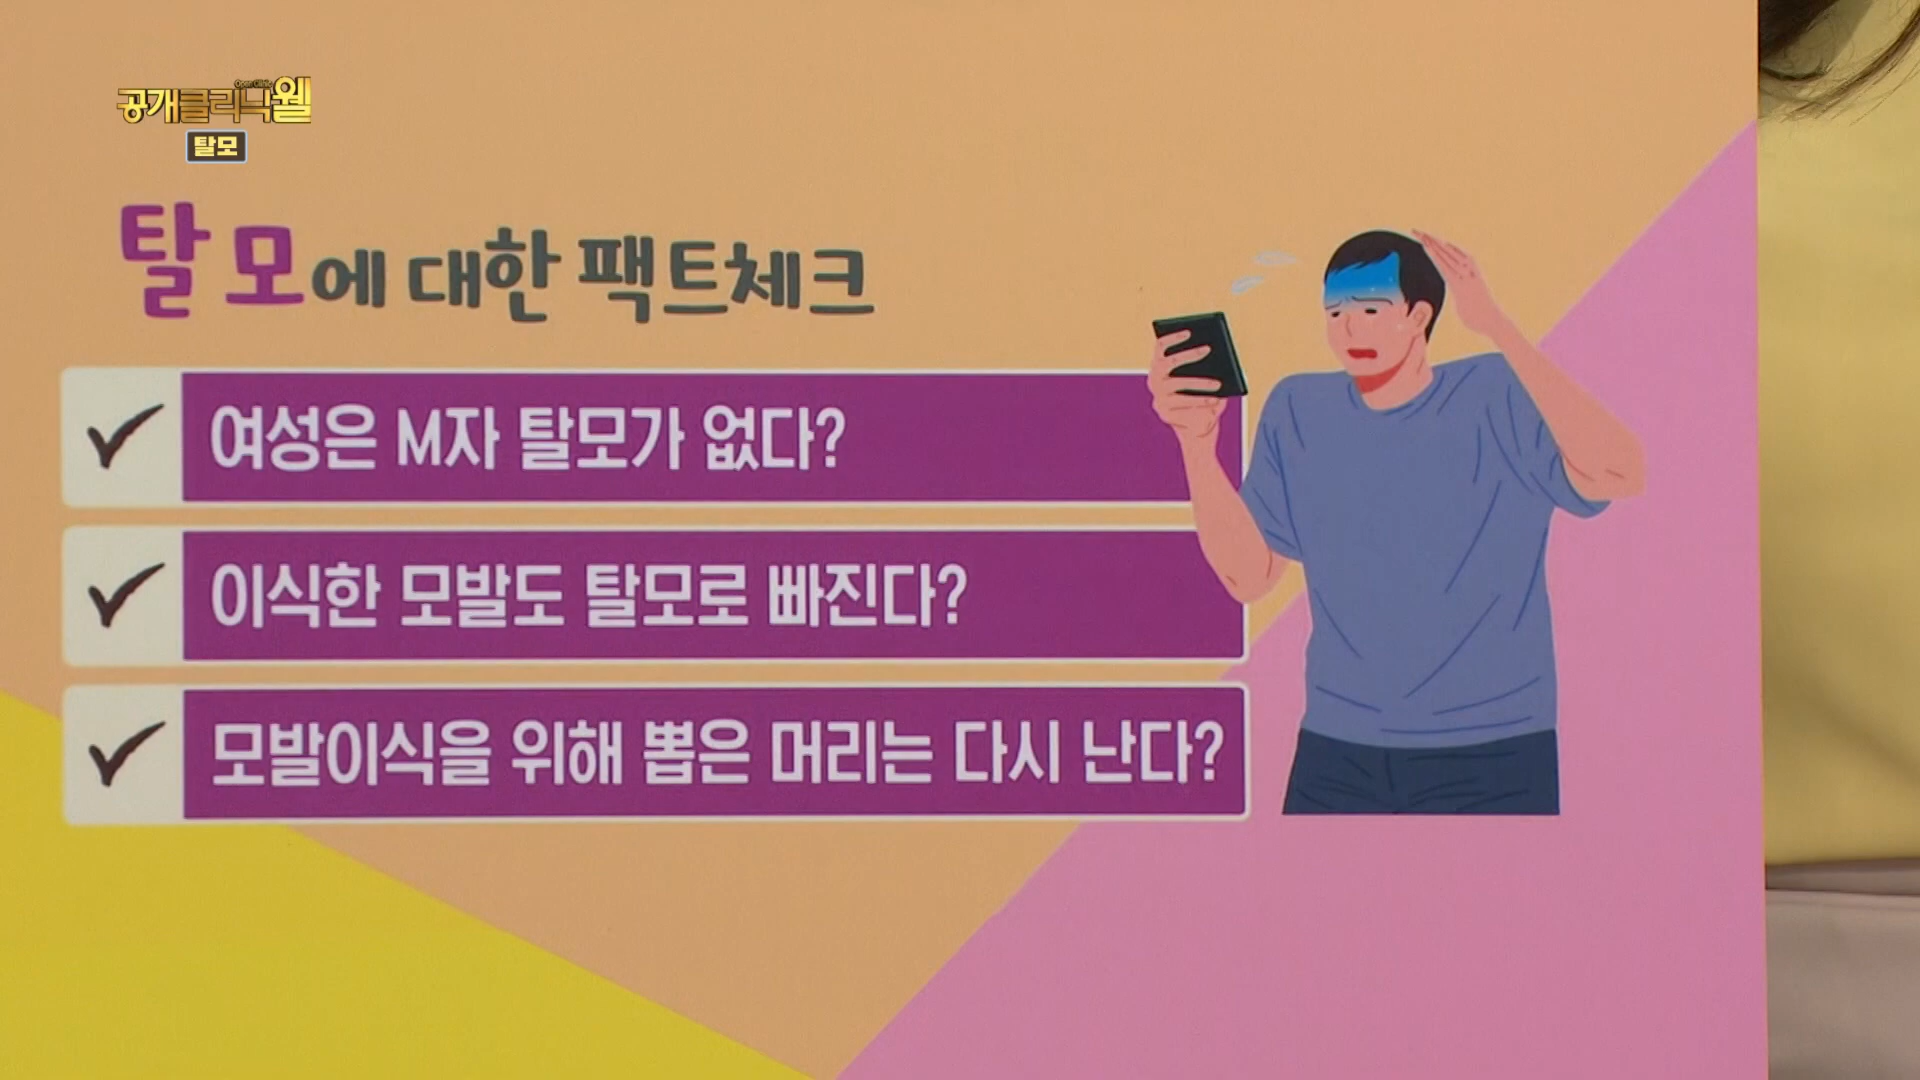 Open Clinic
공개클리닉웰
탈모
탈모에 대한 팩트체크
여성은 M자 탈모가 없다?
이식한 모발도 탈모로 빠진다?
모발이식을 위해 뽑은 머리는 다시 난다?